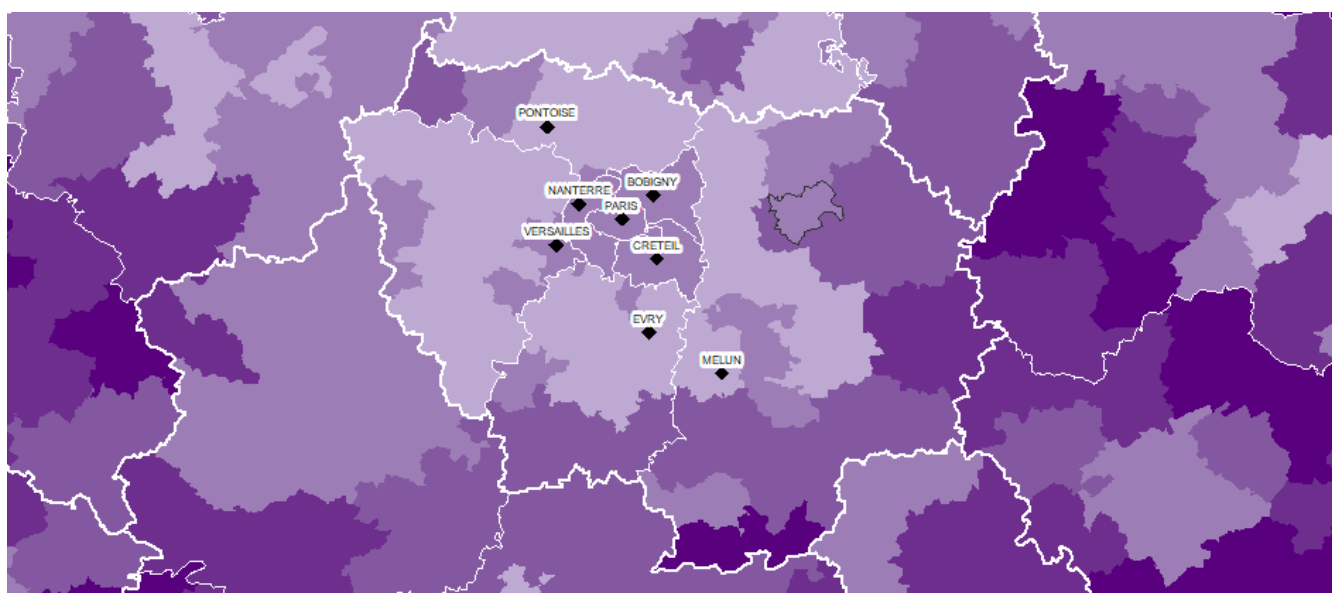 PONTOISE
BOBIGNY
NANTERRE
PARIS
VERSAILLES
CRETEIL
EVRY
MELUN